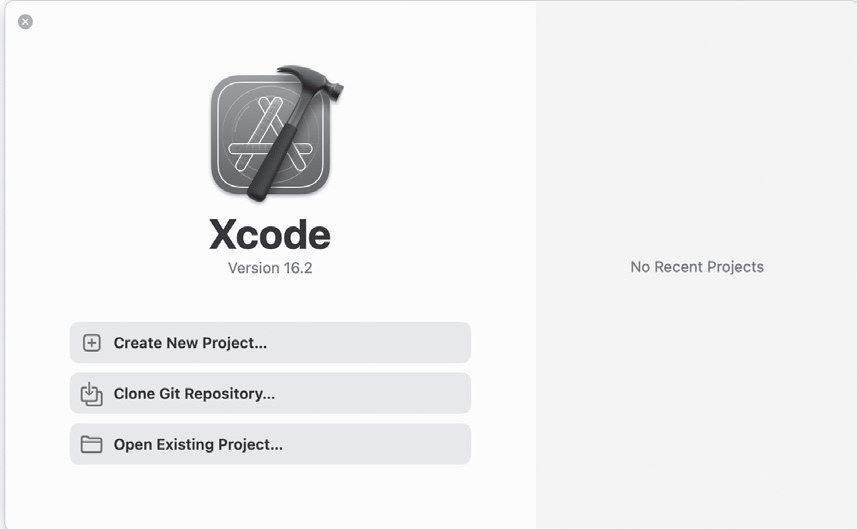 Xcode
Version 16.2
Create New Project...
Clone Git Repository...
Open Existing Project...
No Recent Projects